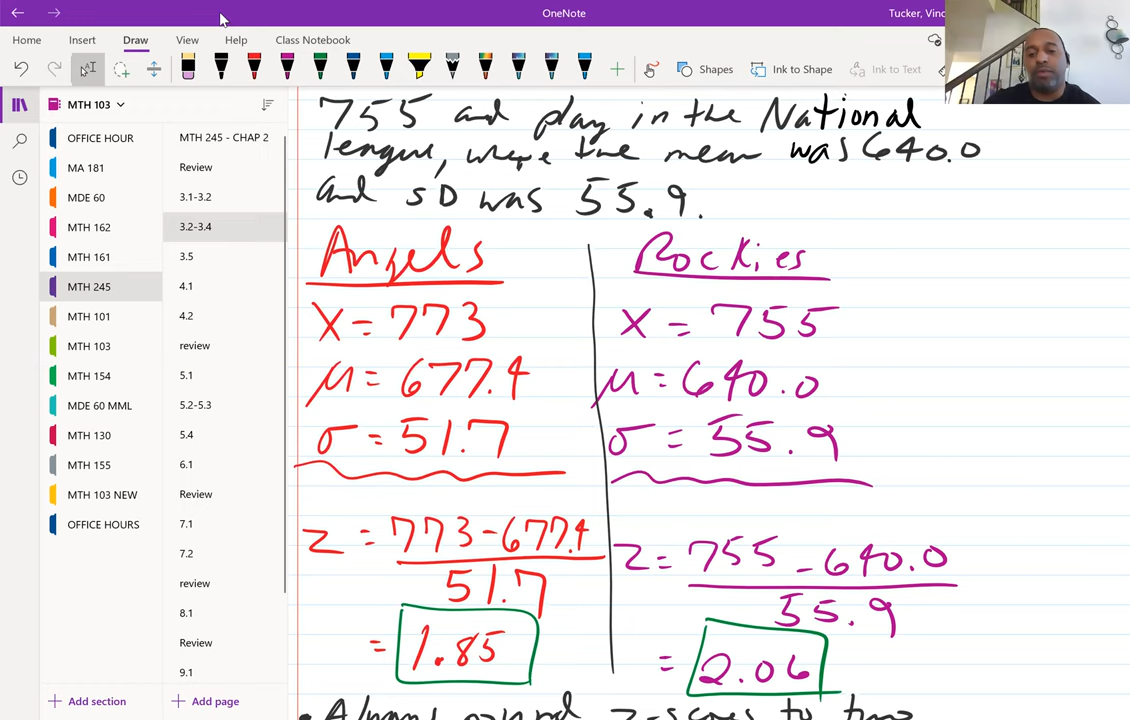 OneNote
Tucker, Vinc
Home Insert Draw View Help Class Notebook
Shapes Ink to Shape Ink to Text
MTH 103
OFFICE HOUR
MA 181
MDE 60
MTH 162
MTH 161
MTH 245
MTH 101
MTH 103
MTH 154
MDE 60 MML
MTH 130
MTH 155
MTH 103 NEW
OFFICE HOURS
Add section
MTH 245 - CHAP 2
Review
3.1-3.2
3.2-3.4
3.5
4.1
4.2
review
5.1
5.2-5.3
5.4
6.1
Review
7.1
7.2
review
8.1
Review
9.1
Add page
755 and play in the National
league, where the mean was 640.0
and SD was 55.9.
Angels
X = 773
μ = 677.4
σ = 51.7
z = 773 - 677.4
51.7
= 1.85
Rockies
X = 755
μ = 640.0
σ = 55.9
z = 755 - 640.0
55.9
= 2.06
• Always round z-scores to two